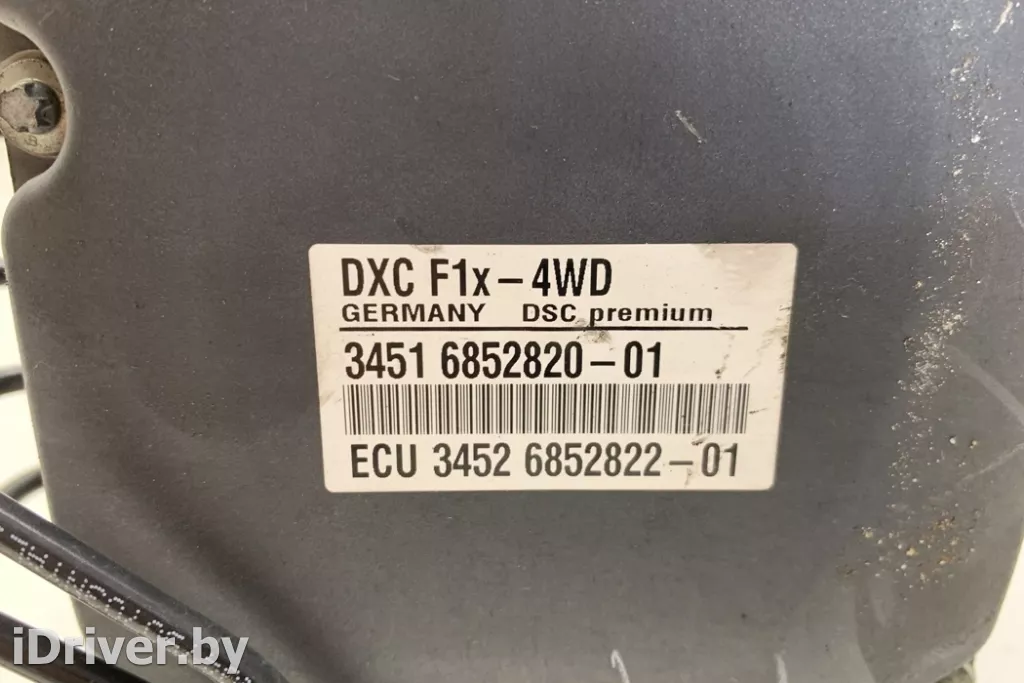 DXC F1x – 4WD
GERMANY DSC premium
3451 6852820 – 01
ECU 3452 6852822 – 01
iDriver.by